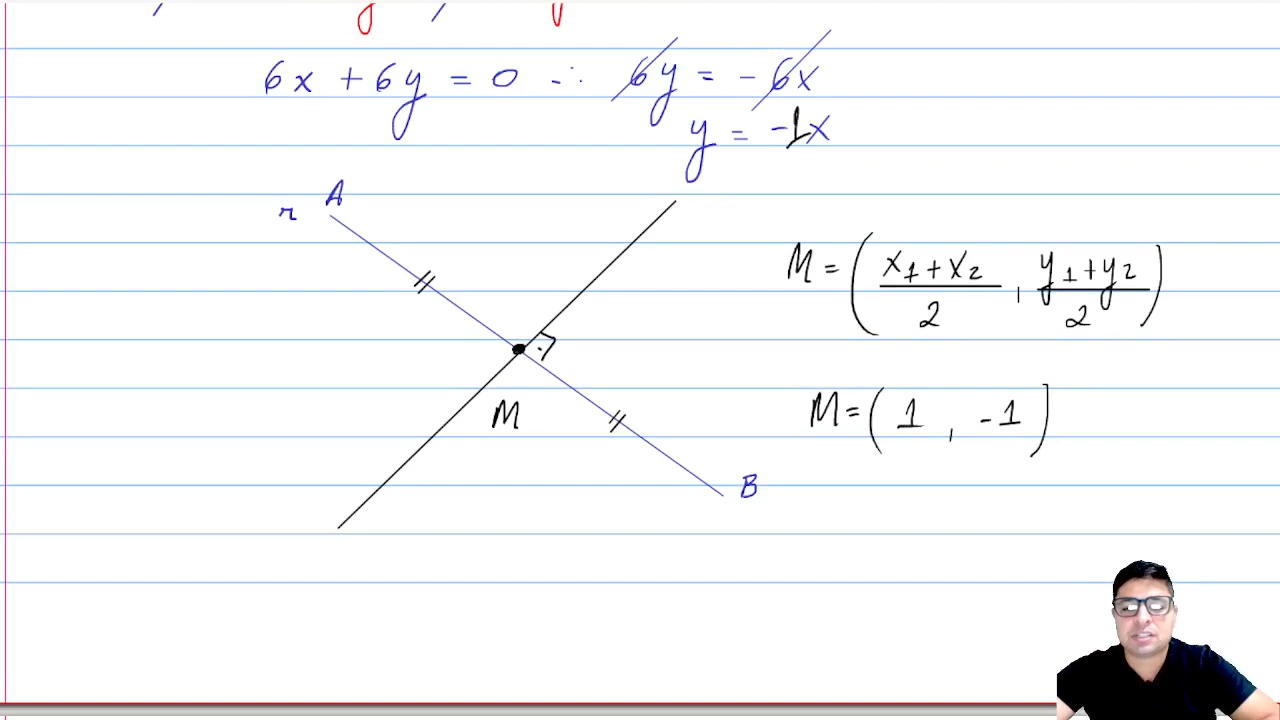 6x + 6y = 0 ∴ 6y = - 6x
y = -1x
r A
M = ( x1 + x2 / 2 , y1 + y2 / 2 )
M = ( 1 , -1 )
M
B